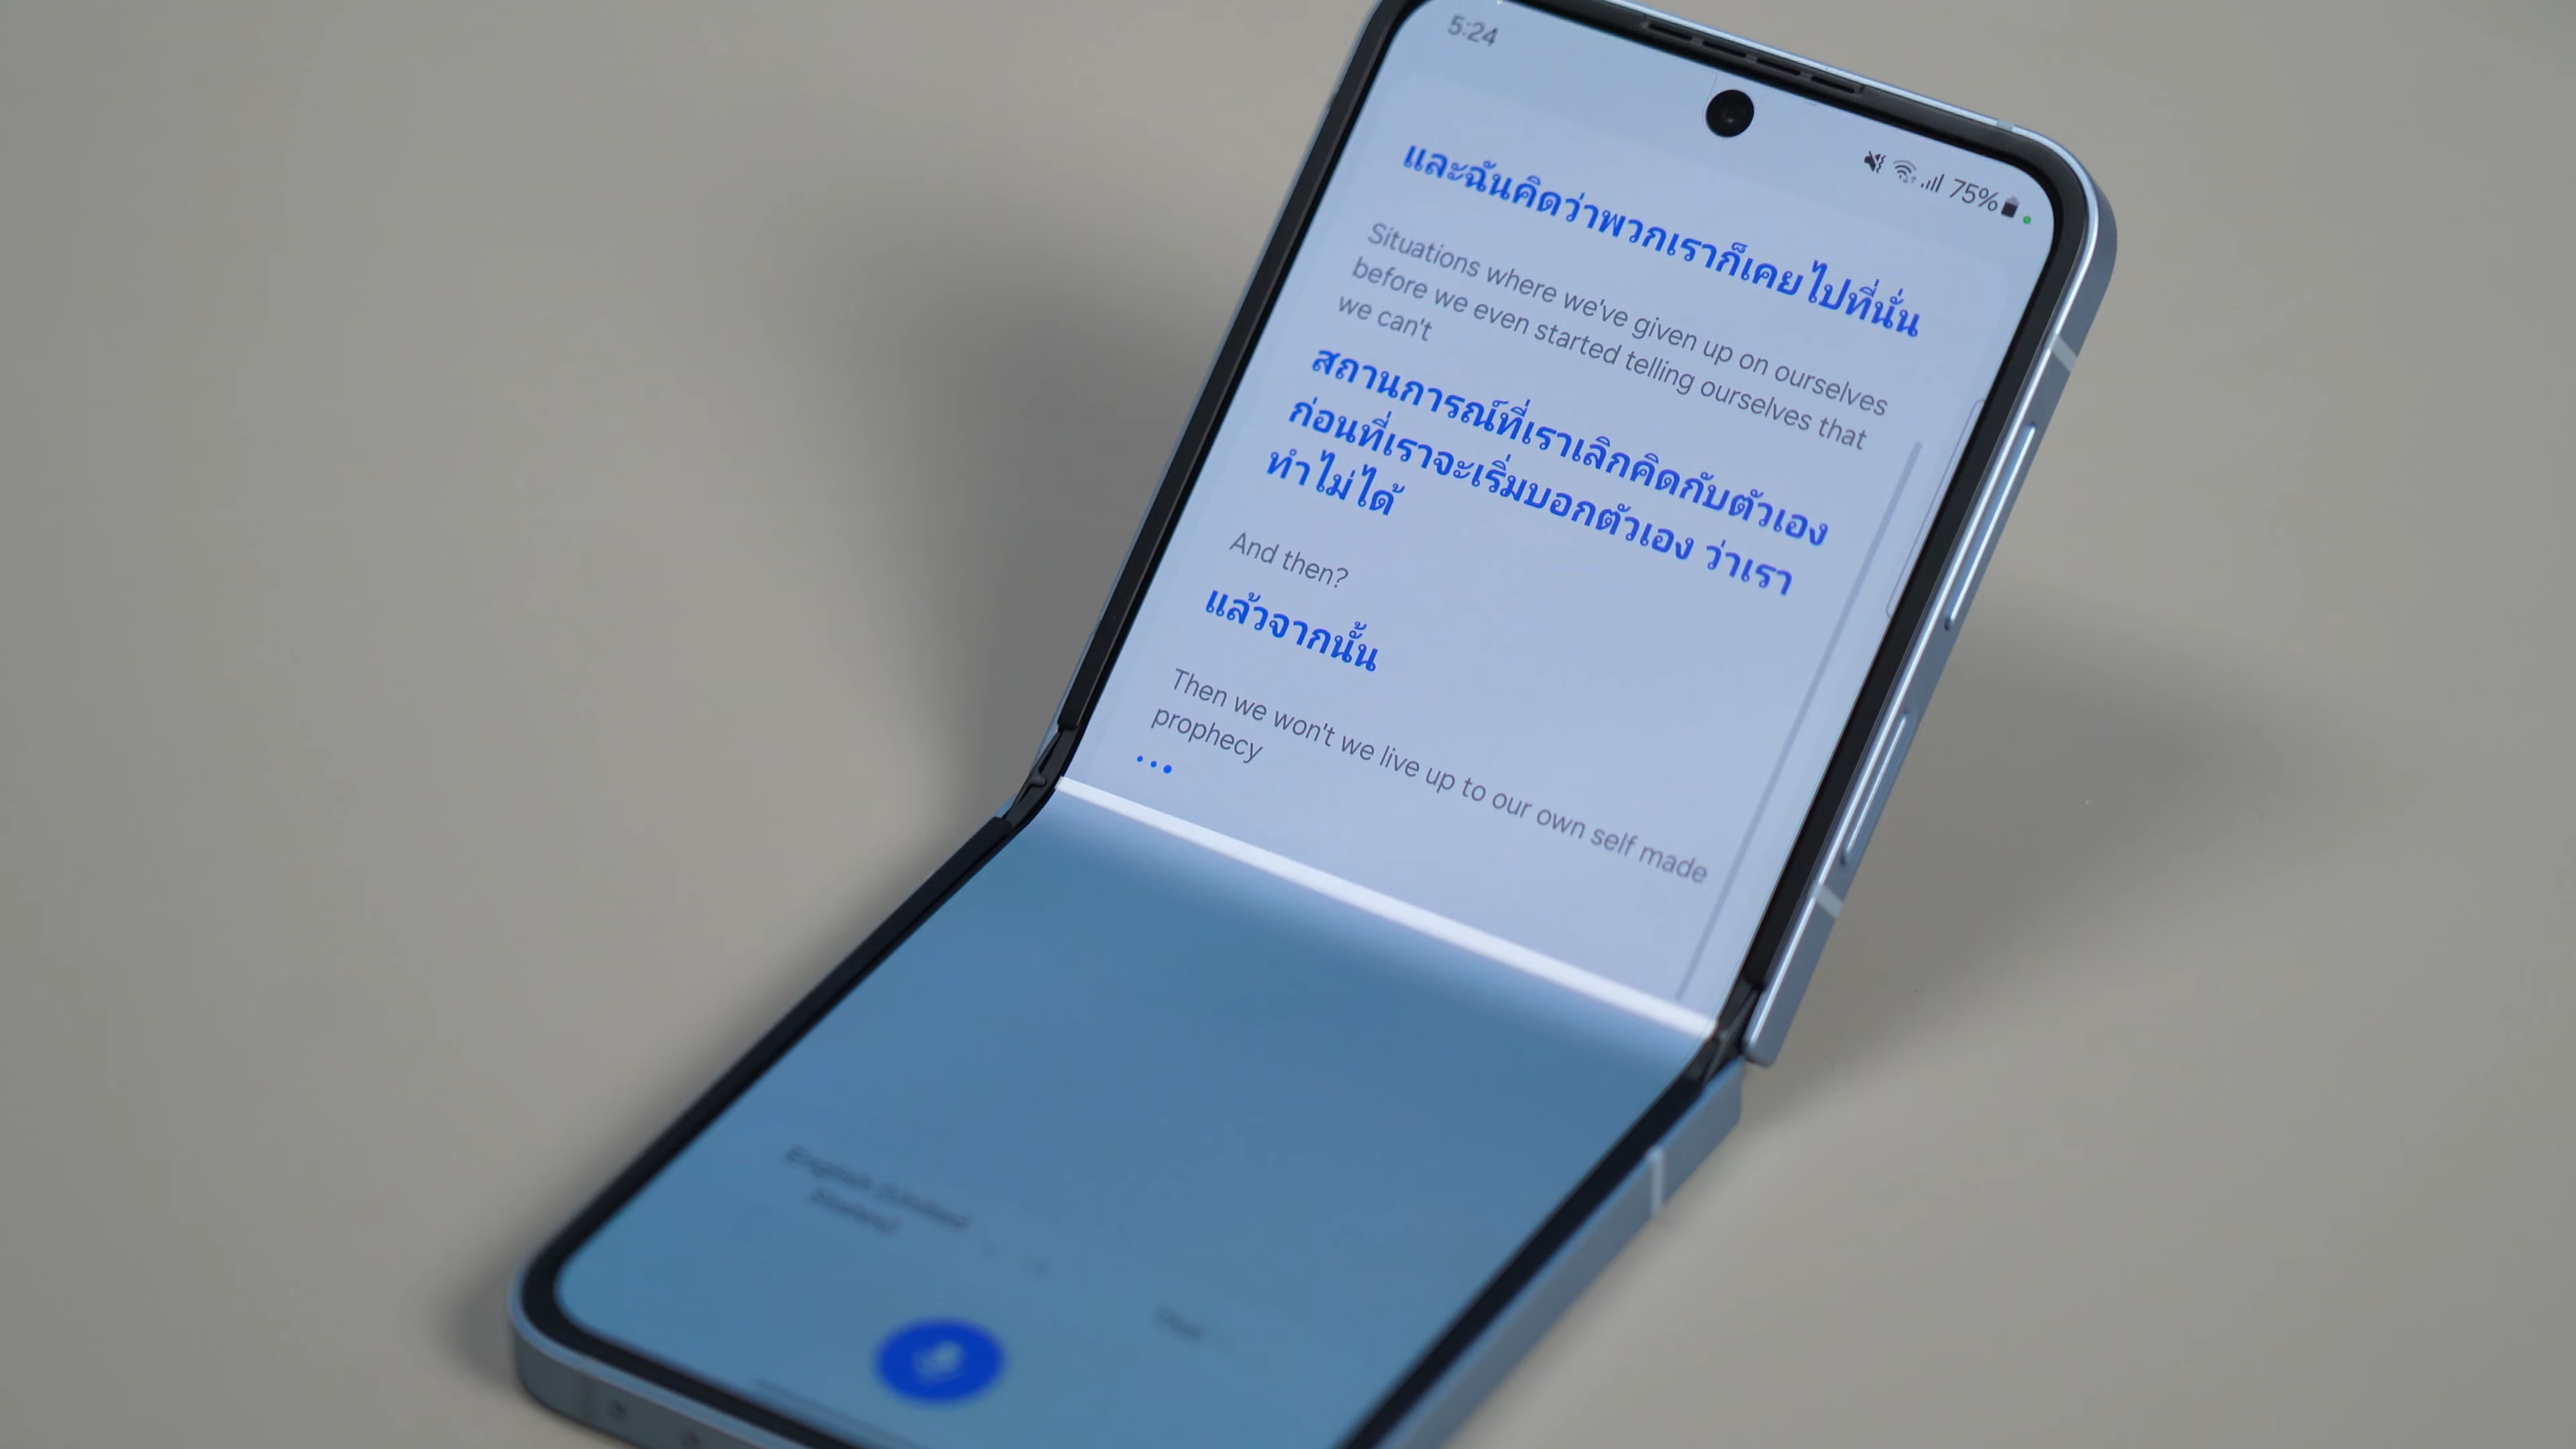 5:24
75%
และฉันคิดว่าพวกเราก็เคยไปที่นั่น
Situations where we've given up on ourselves
before we even started telling ourselves that
we can't
สถานการณ์ที่เราเลิกคิดกับตัวเอง
ก่อนที่เราจะเริ่มบอกตัวเอง ว่าเรา
ทำไม่ได้
And then?
แล้วจากนั้น
Then we won't we live up to our own self made
prophecy
...
English (United
States)